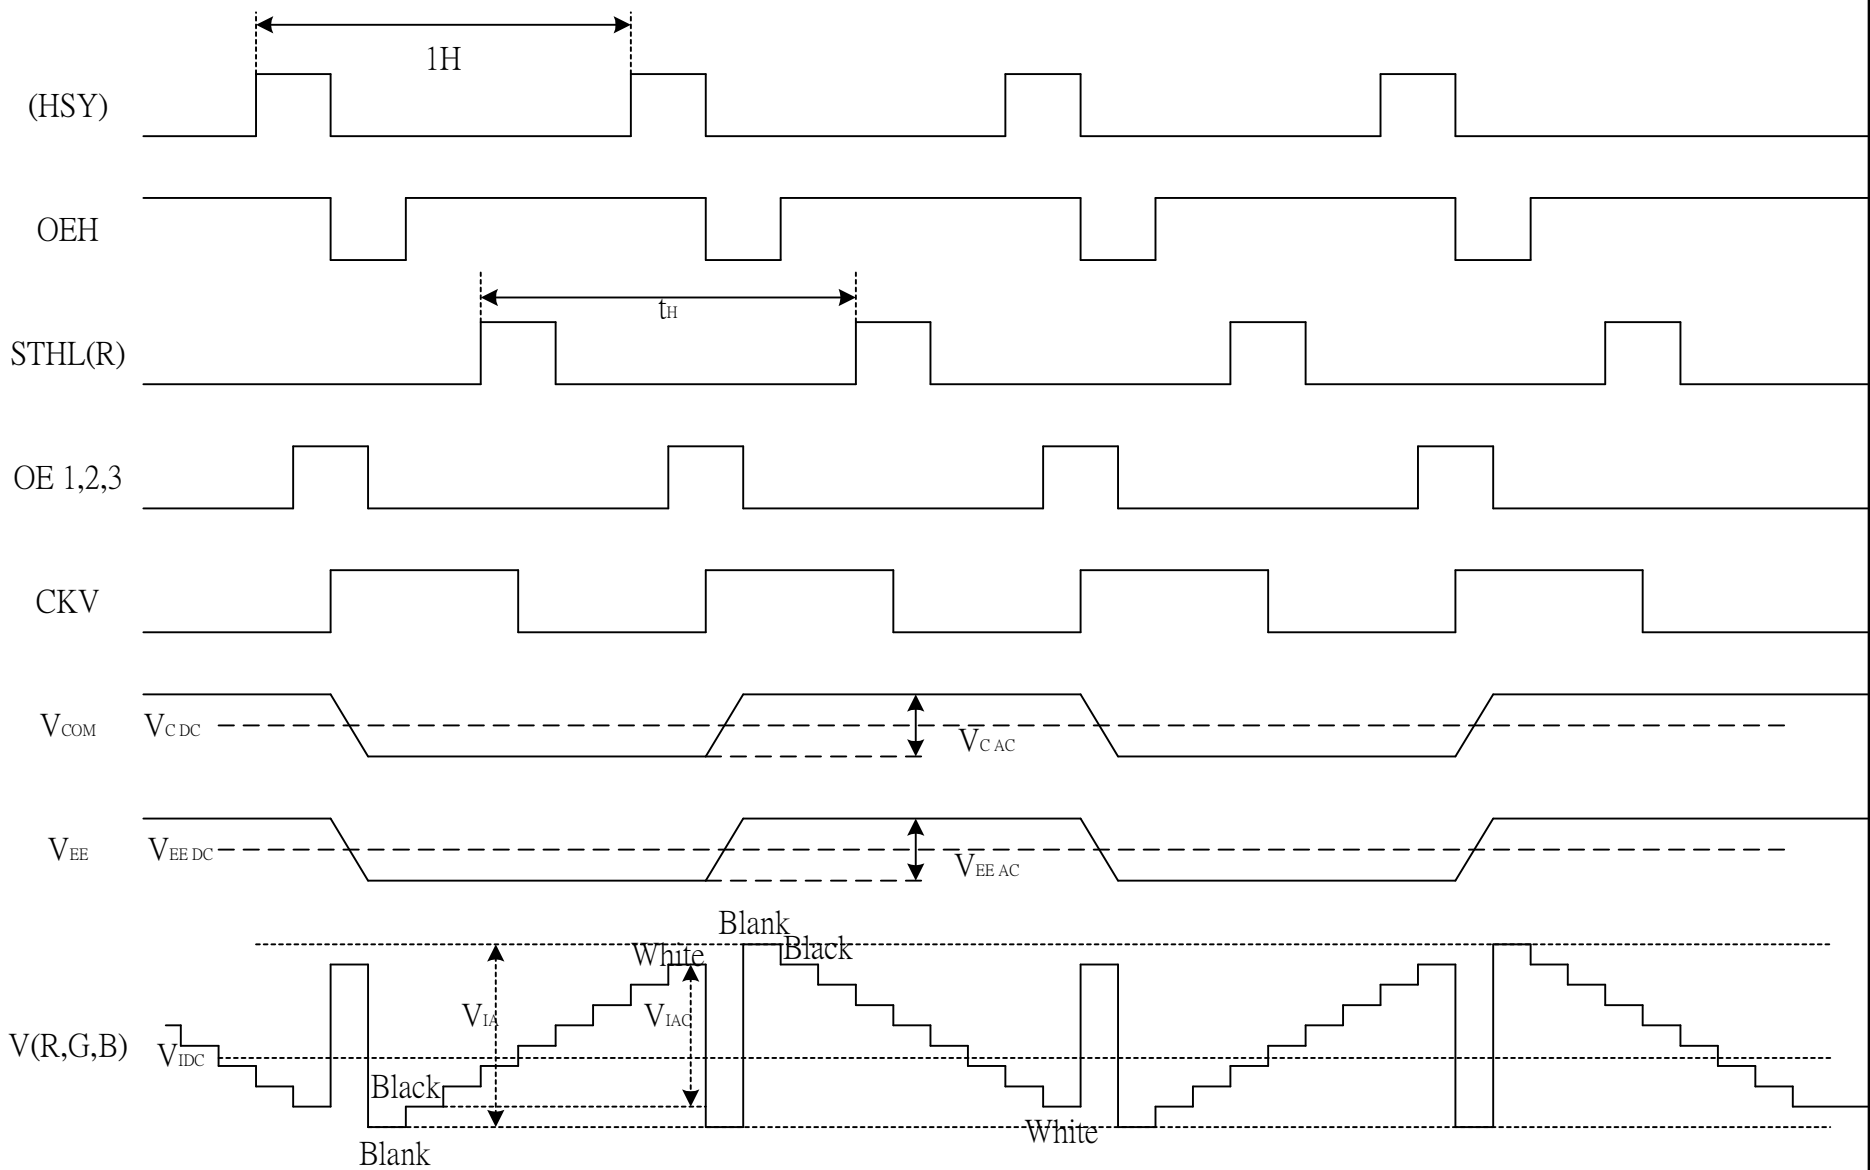 1H
(HSY)
OEH
tH
STHL(R)
OE 1,2,3
CKV
VCOM VC DC VC AC
VEE VEE DC VEE AC
Blank
White Black
VIA VIAC
V(R,G,B) VIDC
Black
White
Blank